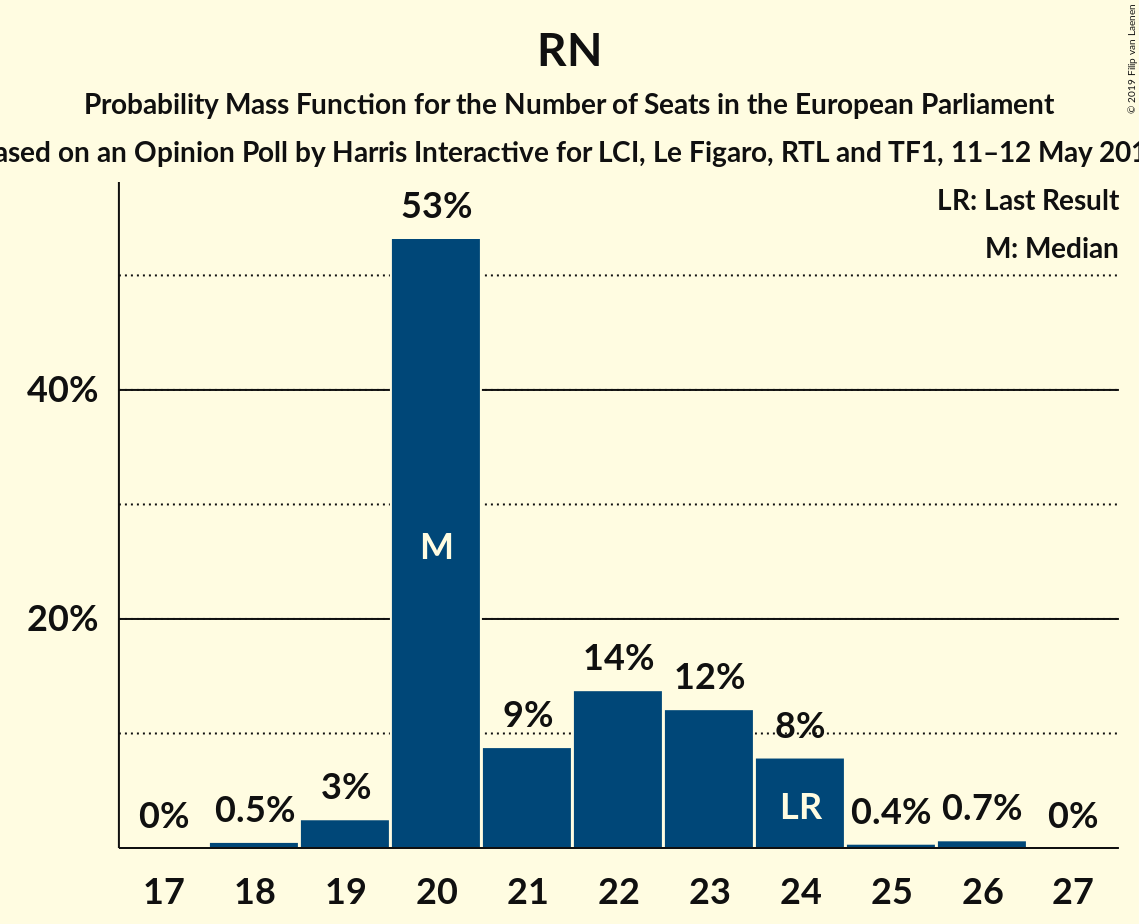 RN
Probability Mass Function for the Number of Seats in the European Parliament
ased on an Opinion Poll by Harris Interactive for LCI, Le Figaro, RTL and TF1, 11–12 May 201
© 2019 Filip van Laenen
LR: Last Result
M: Median
53%
40%
M
20%
14%
12%
9%
8%
3%
LR
0%
0.5%
0.4%
0.7%
0%
17 18 19 20 21 22 23 24 25 26 27